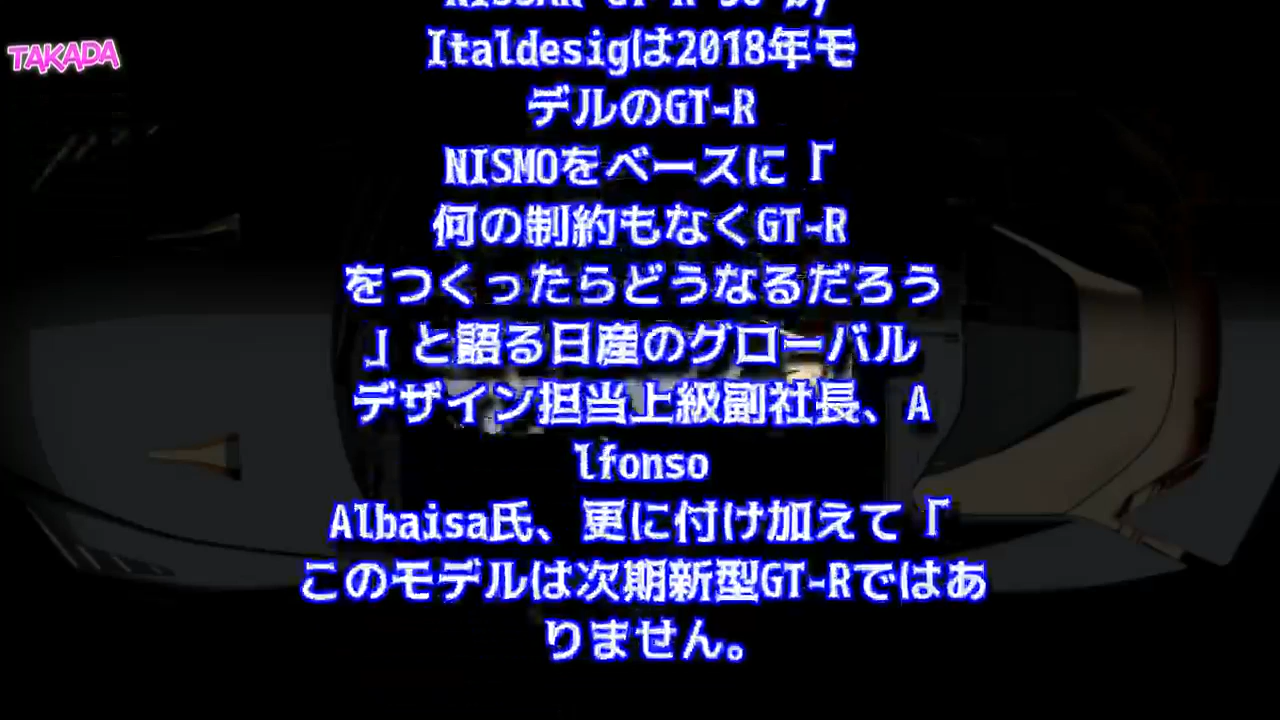 TAKADA
NISSAN GT-R 50 by
Italdesigは2018年モ
デルのGT-R
NISMOをベースに「
何の制約もなくGT-R
をつくったらどうなるだろう
」と語る日産のグローバル
デザイン担当上級副社長、A
lfonso
Albaisa氏、更に付け加えて「
このモデルは次期新型GT-Rではあ
りません。